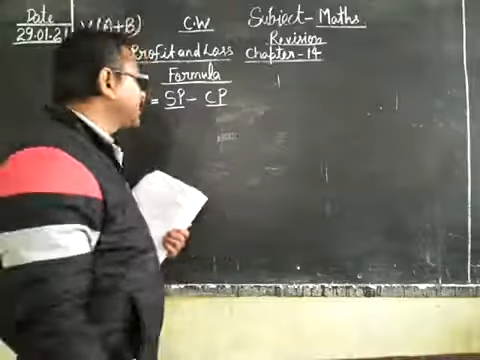 Date
29.01.21
V (A+B)
C.W
Subject - Maths
Revision
Profit and Loss
Chapter - 14
Formula
= SP - CP